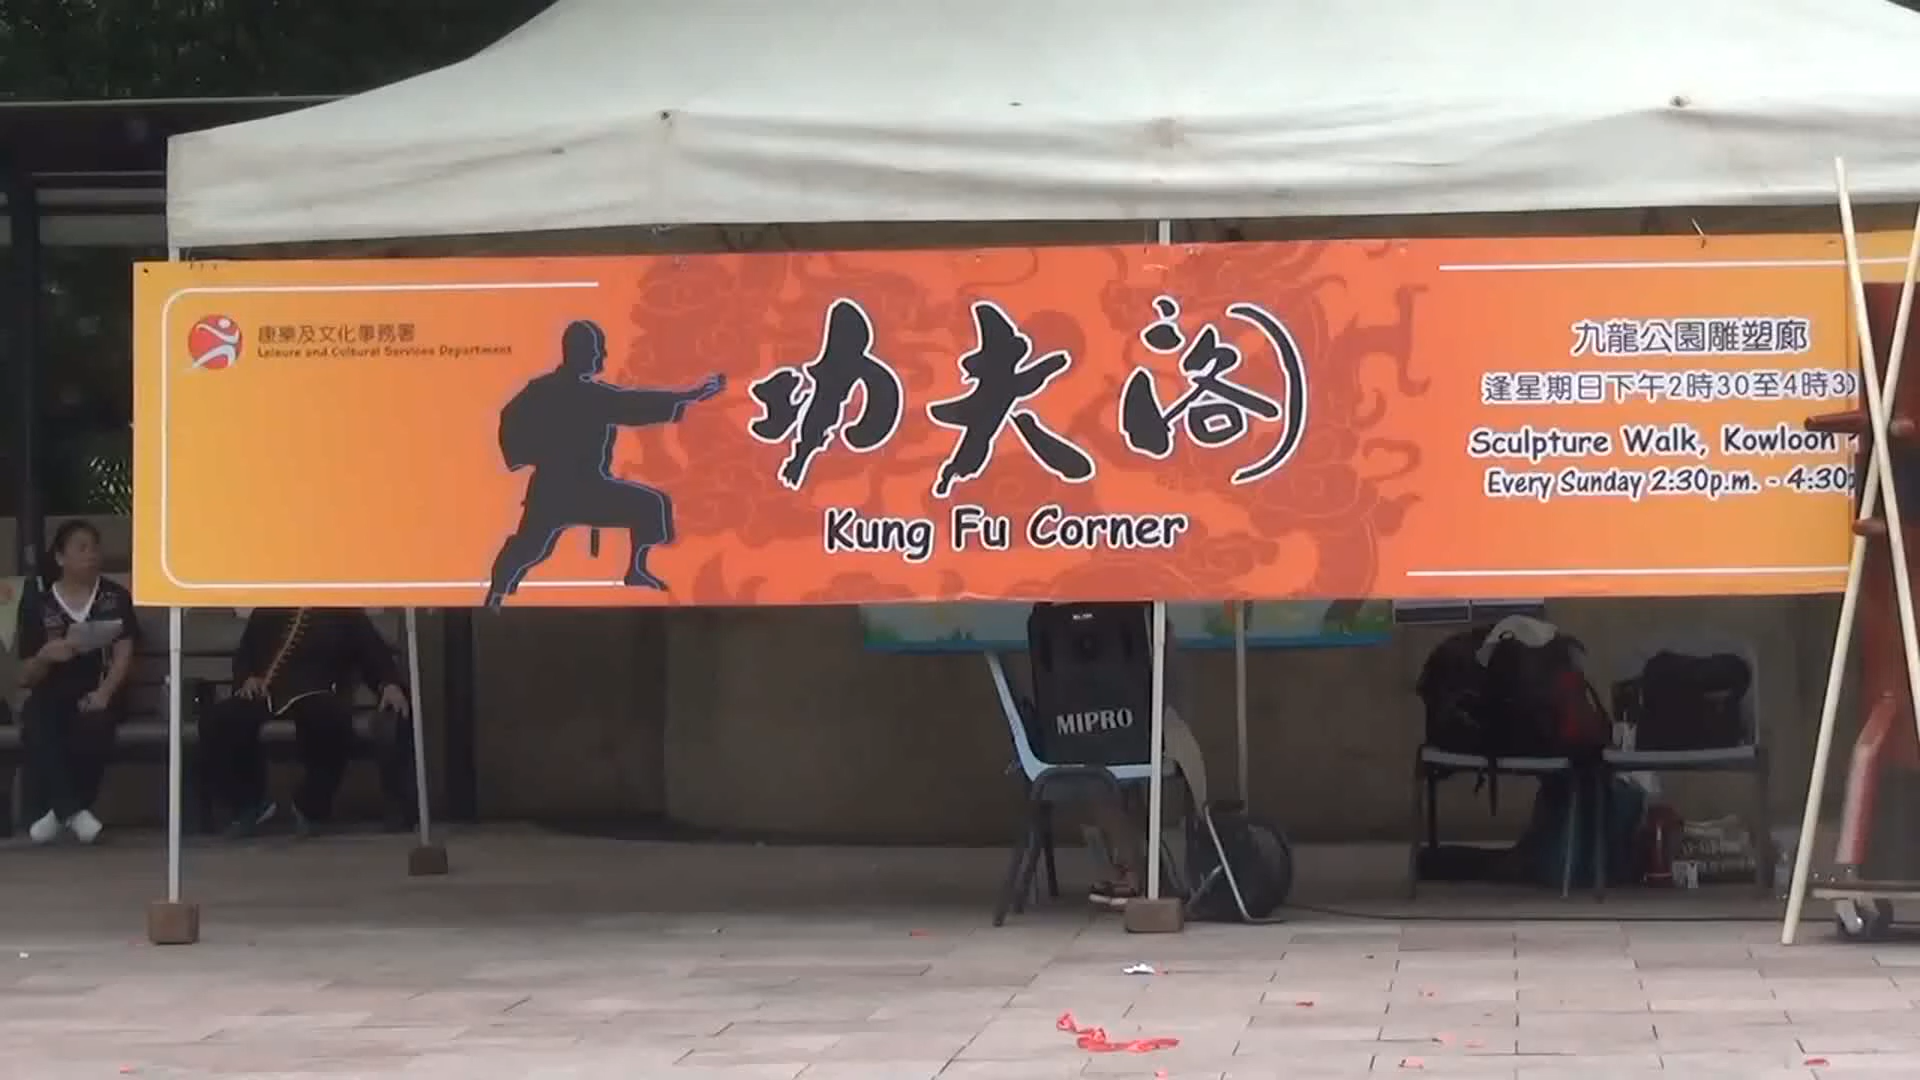 康樂及文化事務署
Leisure and Cultural Services Department
功夫閣
Kung Fu Corner
九龍公園雕塑廊
逢星期日下午2時30至4時30
Sculpture Walk, Kowloon
Every Sunday 2:30p.m. - 4:30p
MIPRO